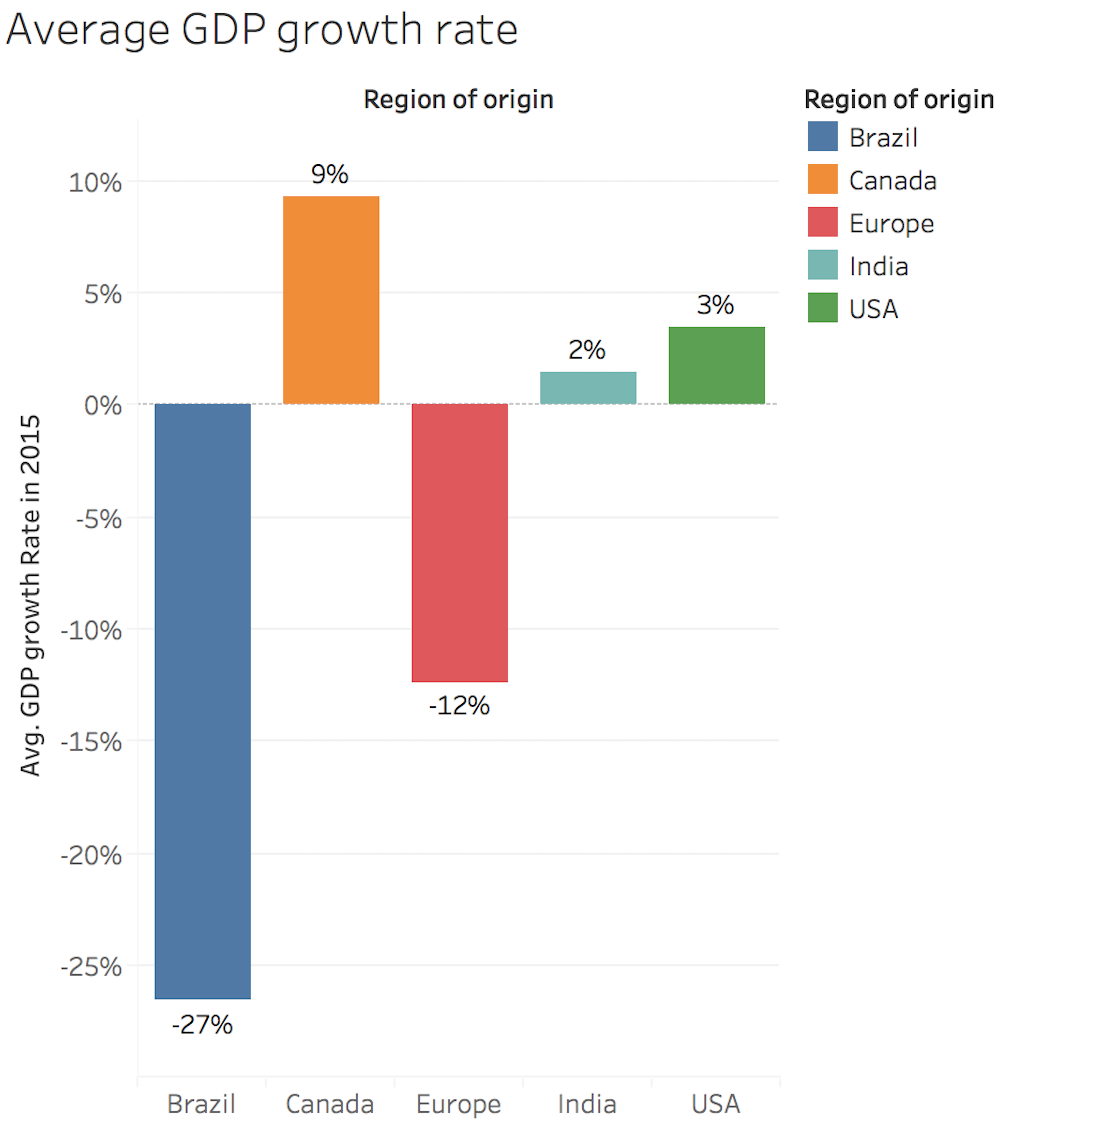 Average GDP growth rate
Region of origin
Region of origin
Brazil
Canada
Europe
India
USA
Avg. GDP growth Rate in 2015
10%
5%
0%
-5%
-10%
-15%
-20%
-25%
9%
3%
2%
-12%
-27%
Brazil Canada Europe India USA